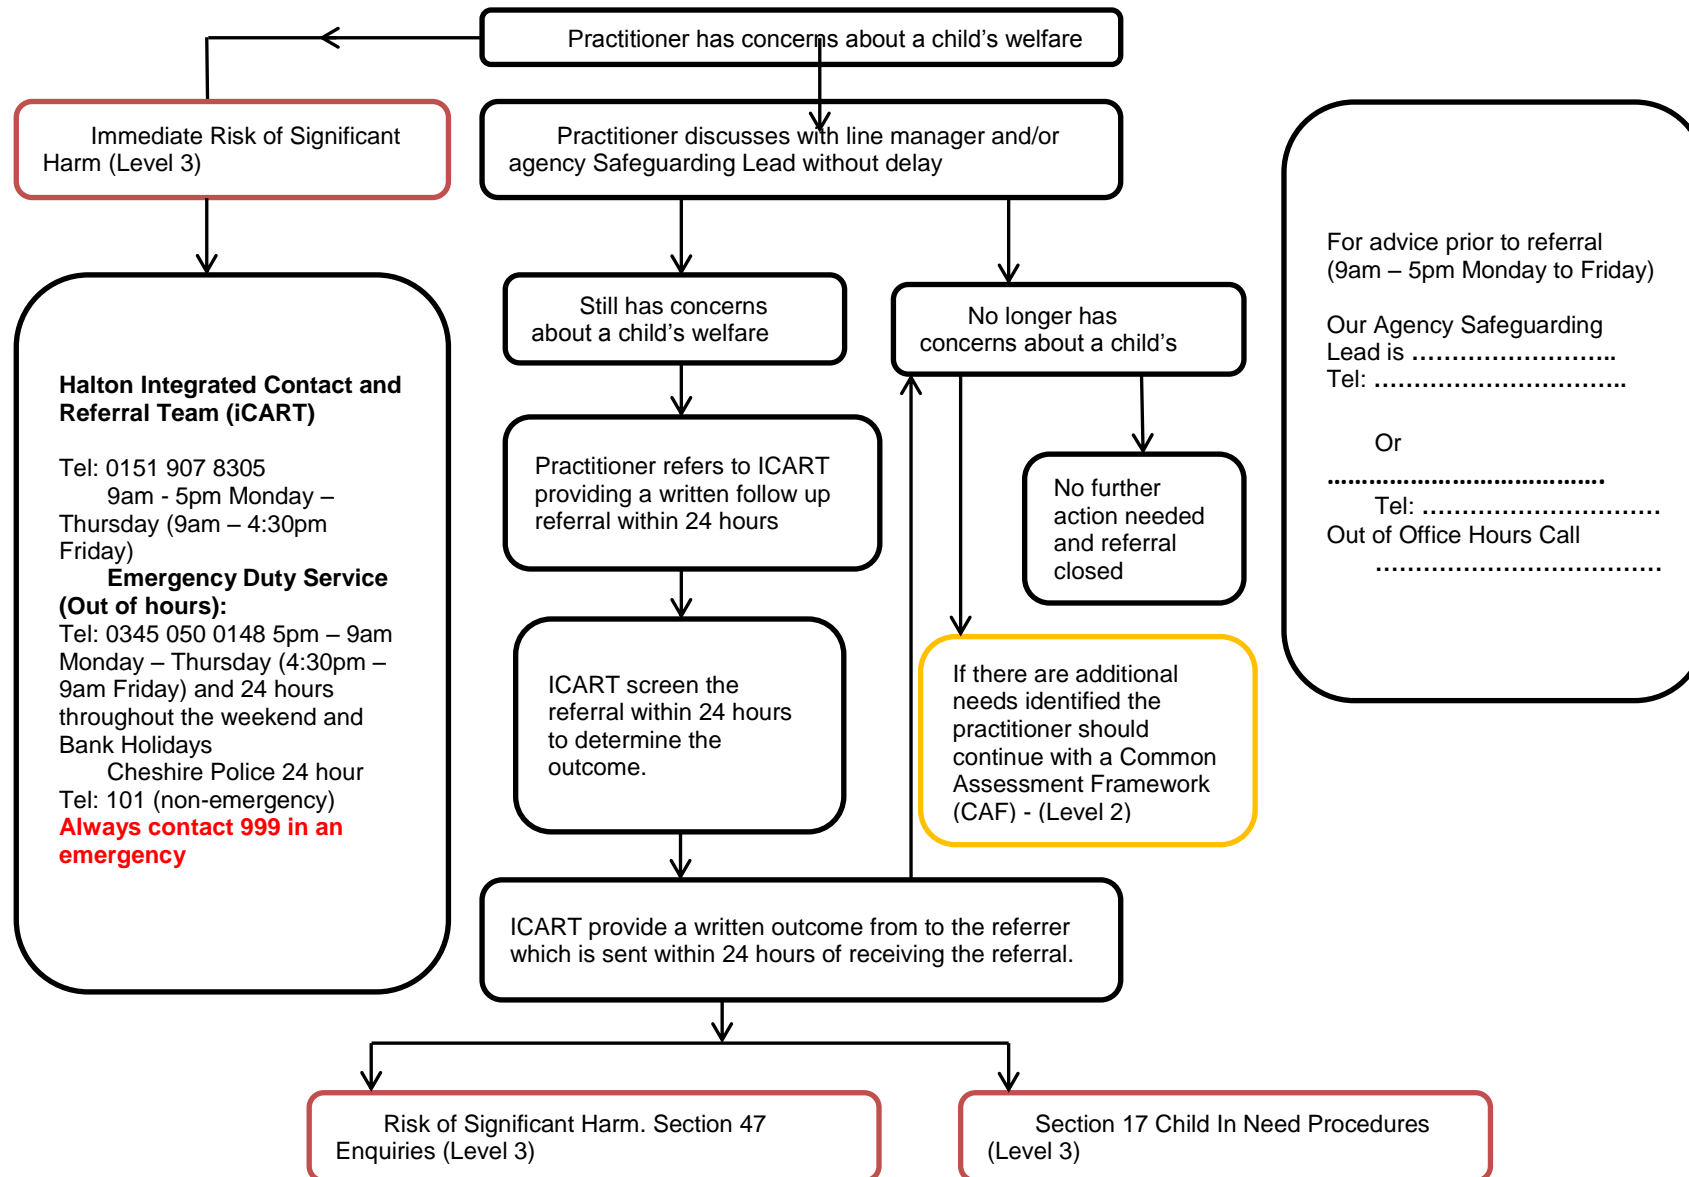 Practitioner has concerns about a child's welfare
Immediate Risk of Significant
Harm (Level 3)
Practitioner discusses with line manager and/or
agency Safeguarding Lead without delay
For advice prior to referral
(9am – 5pm Monday to Friday)
Our Agency Safeguarding
Lead is ……………………..
Tel: …………………………..
Or
………………………………….
Tel: …………………………
Out of Office Hours Call
………………………………
Still has concerns
about a child's welfare
No longer has
concerns about a child's
Halton Integrated Contact and
Referral Team (iCART)
Tel: 0151 907 8305
9am - 5pm Monday –
Thursday (9am – 4:30pm
Friday)
Emergency Duty Service
(Out of hours):
Tel: 0345 050 0148 5pm – 9am
Monday – Thursday (4:30pm –
9am Friday) and 24 hours
throughout the weekend and
Bank Holidays
Cheshire Police 24 hour
Tel: 101 (non-emergency)
Always contact 999 in an
emergency
Practitioner refers to ICART
providing a written follow up
referral within 24 hours
No further
action needed
and referral
closed
ICART screen the
referral within 24 hours
to determine the
outcome.
If there are additional
needs identified the
practitioner should
continue with a Common
Assessment Framework
(CAF) - (Level 2)
ICART provide a written outcome from to the referrer
which is sent within 24 hours of receiving the referral.
Risk of Significant Harm. Section 47
Enquiries (Level 3)
Section 17 Child In Need Procedures
(Level 3)